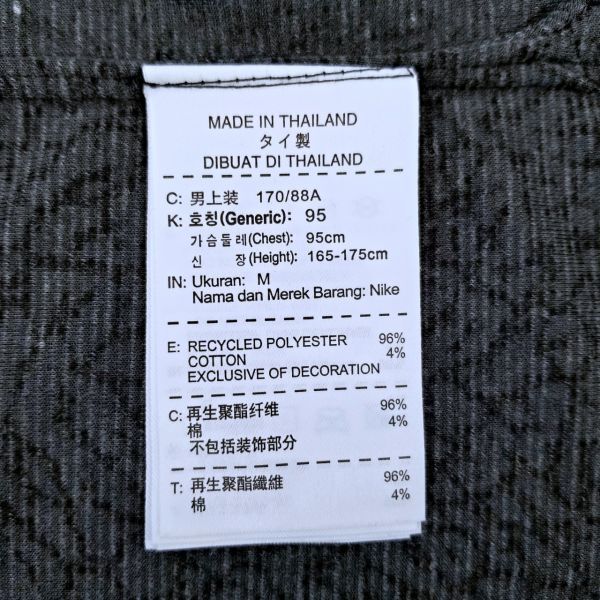 MADE IN THAILAND
タイ製
DIBUAT DI THAILAND
C: 男上装 170/88A
K: 호칭(Generic): 95
가슴둘레(Chest): 95cm
신 장(Height): 165-175cm
IN: Ukuran: M
Nama dan Merek Barang: Nike
E: RECYCLED POLYESTER 96%
COTTON 4%
EXCLUSIVE OF DECORATION
C: 再生聚酯纤维 96%
棉 4%
不包括装饰部分
T: 再生聚酯纖維 96%
棉 4%